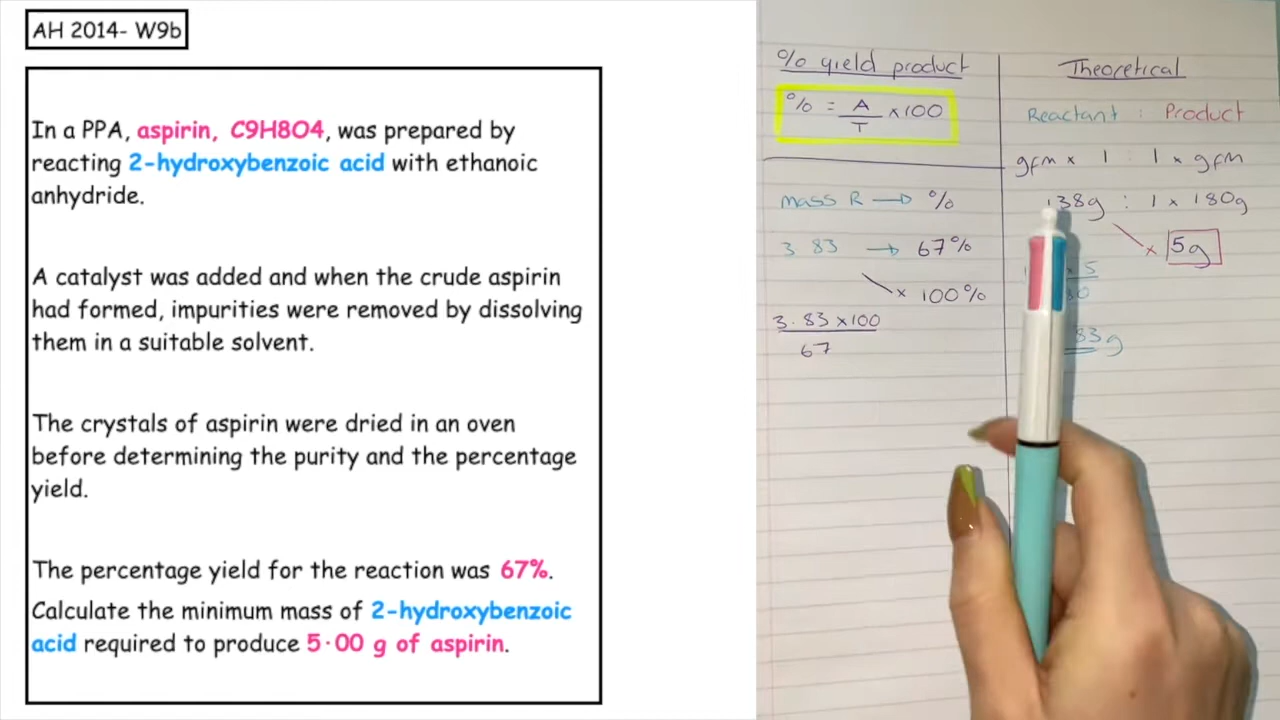 AH 2014- W9b
In a PPA, aspirin, C9H8O4, was prepared by
reacting 2-hydroxybenzoic acid with ethanoic
anhydride.
A catalyst was added and when the crude aspirin
had formed, impurities were removed by dissolving
them in a suitable solvent.
The crystals of aspirin were dried in an oven
before determining the purity and the percentage
yield.
The percentage yield for the reaction was 67%.
Calculate the minimum mass of 2-hydroxybenzoic
acid required to produce 5·00 g of aspirin.
% yield product
% = A/T × 100
mass R → %
3.83 → 67%
× 100%
3.83 × 100
67
Theoretical
Reactant : Product
gfm × 1 : 1 × gfm
138g : 1 × 180g
× 5g
× 5
83g